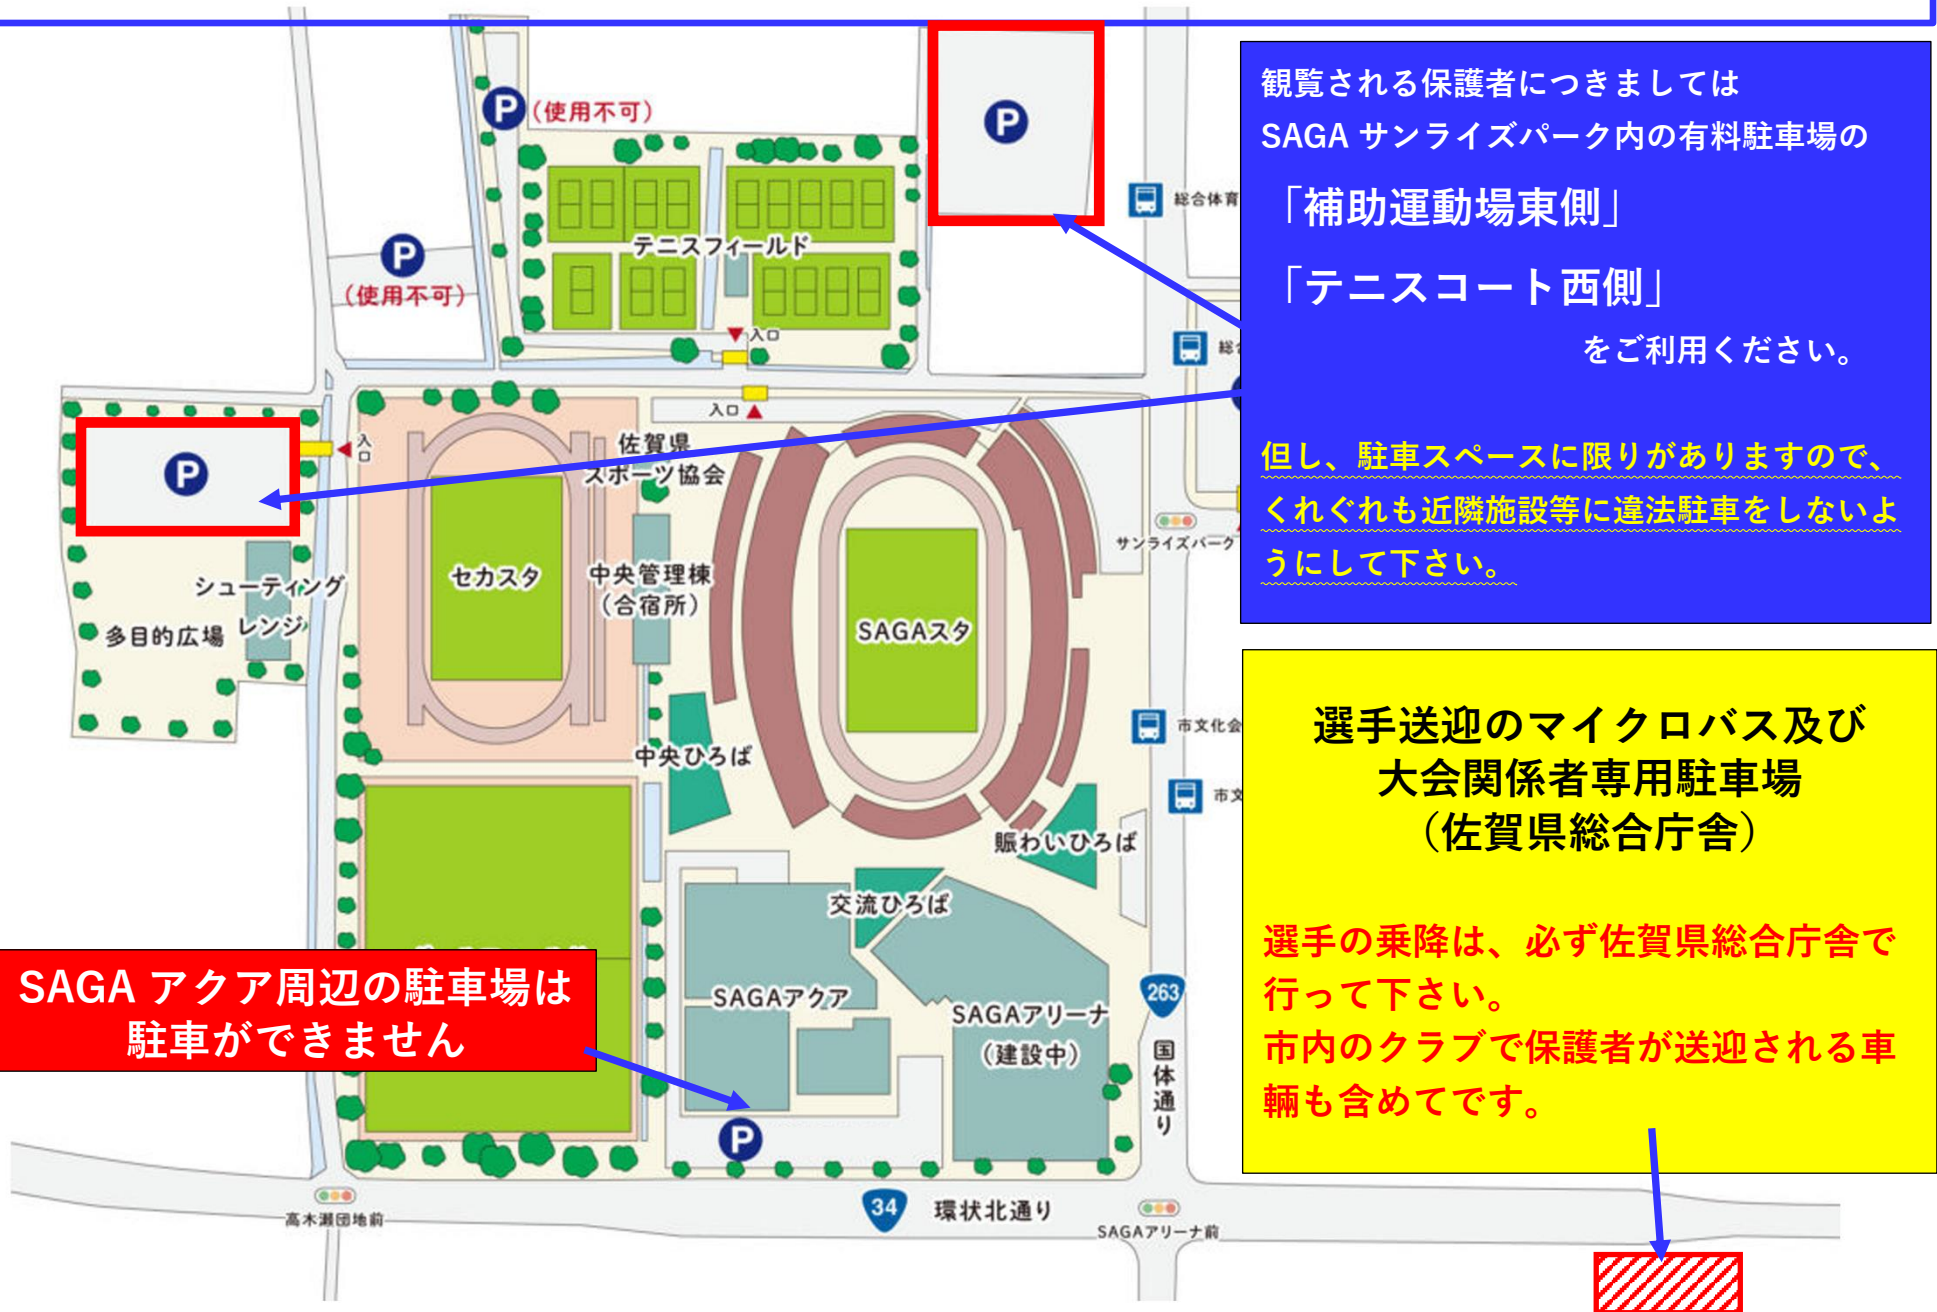 P
(使用不可)
P
P
(使用不可)
総合体育
テニスフィールド
入口
総
入口
佐賀県
スポーツ協会
P
入口
サンライズパーク
シューティング
レンジ
多目的広場
セカスタ
中央管理棟
(合宿所)
SAGAスタ
中央ひろば
市文化会
市文
賑わいひろば
交流ひろば
SAGAアクア
SAGAアリーナ
(建設中)
263
国体通り
P
34
環状北通り
高木瀬団地前
SAGAアリーナ前
観覧される保護者につきましては
SAGA サンライズパーク内の有料駐車場の
「補助運動場東側」
「テニスコート西側」
をご利用ください。
但し、駐車スペースに限りがありますので、
くれぐれも近隣施設等に違法駐車をしないよ
うにして下さい。
選手送迎のマイクロバス及び
大会関係者専用駐車場
（佐賀県総合庁舎）
選手の乗降は、必ず佐賀県総合庁舎で
行って下さい。
市内のクラブで保護者が送迎される車
輛も含めてです。
SAGA アクア周辺の駐車場は
駐車ができません